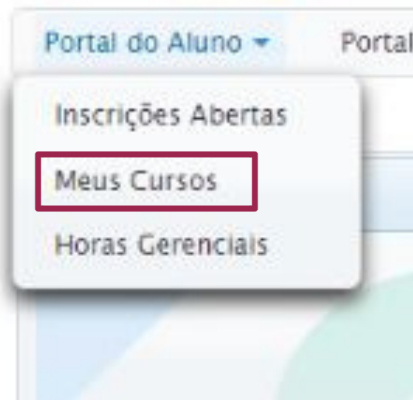 Portal do Aluno Portal
Inscrições Abertas
Meus Cursos
Horas Gerenciais